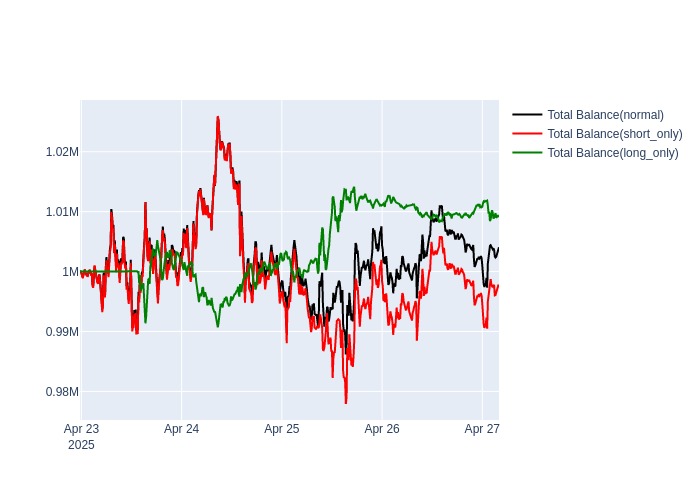 Total Balance(normal)
Total Balance(short_only)
Total Balance(long_only)
1.02M
1.01M
1M
0.99M
0.98M
Apr 23
2025
Apr 24
Apr 25
Apr 26
Apr 27